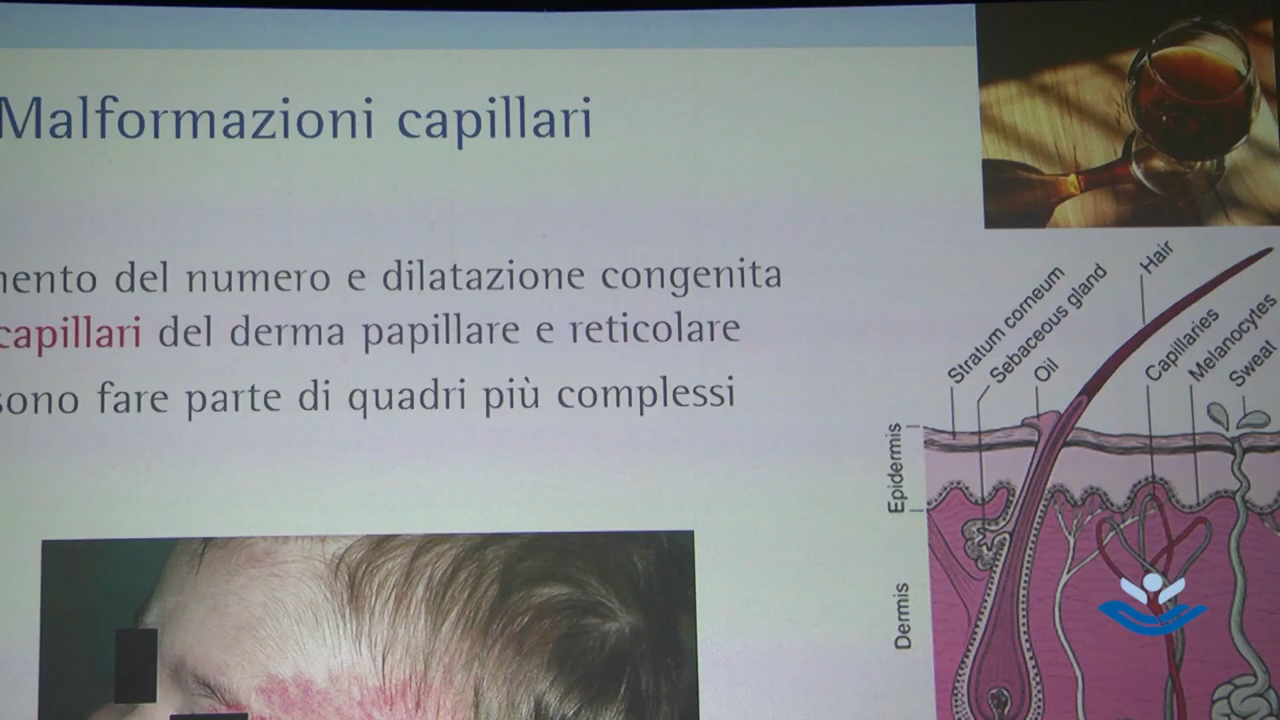 Malformazioni capillari
mento del numero e dilatazione congenita
capillari del derma papillare e reticolare
sono fare parte di quadri più complessi
Stratum corneum
Sebaceous gland
Oil
Hair
Capillaries
Melanocytes
Sweat
Epidermis
Dermis